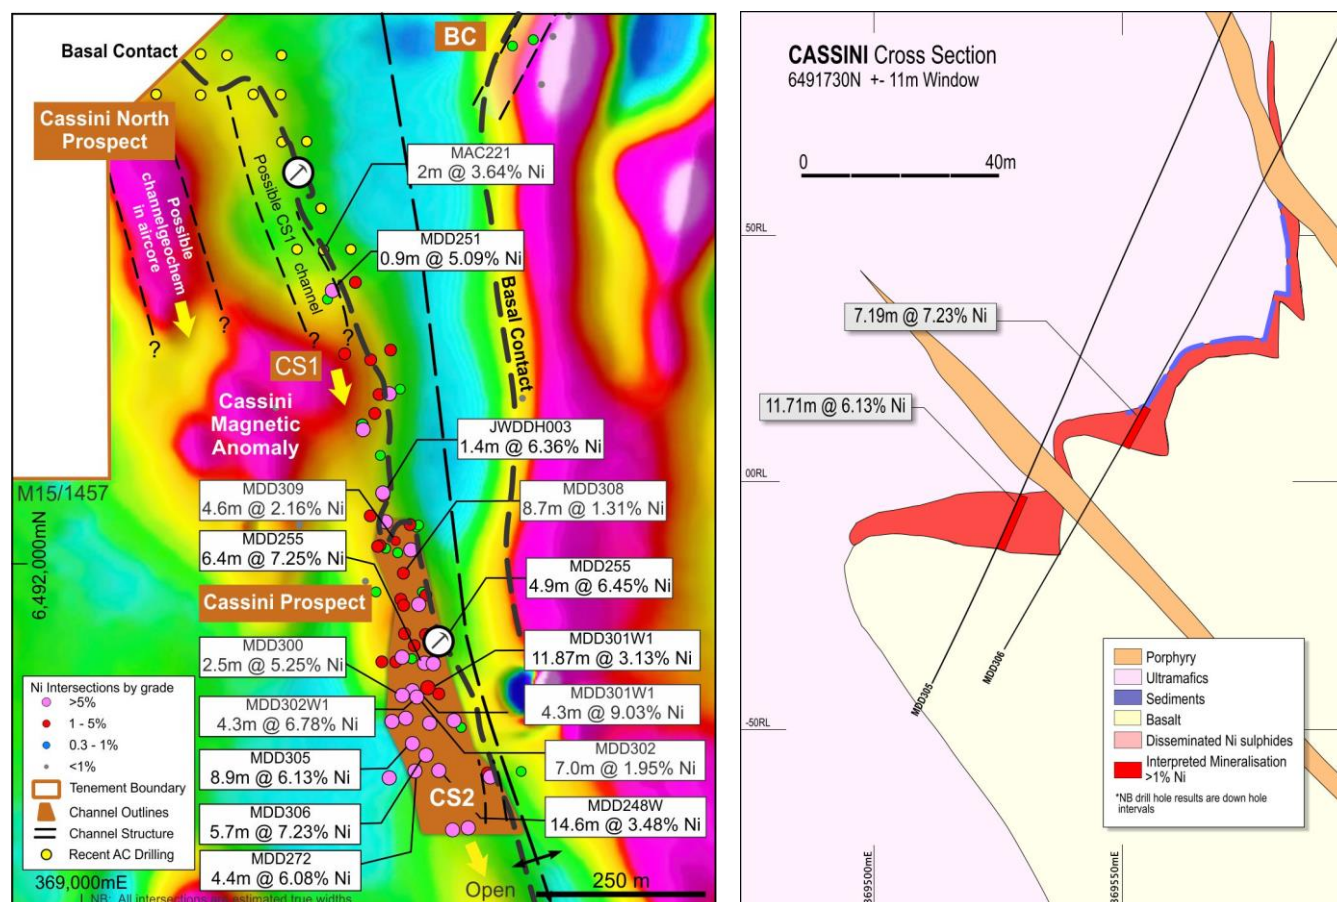 Basal Contact
BC
Cassini North
Prospect
Possible
channelgeochem
in aircore
Possible CS1
channel
MAC221
2m @ 3.64% Ni
MDD251
0.9m @ 5.09% Ni
Basal Contact
?
?
?
?
CS1
Cassini
Magnetic
Anomaly
JWDDH003
1.4m @ 6.36% Ni
M15/1457
MDD309
4.6m @ 2.16% Ni
MDD308
8.7m @ 1.31% Ni
MDD255
6.4m @ 7.25% Ni
MDD255
4.9m @ 6.45% Ni
6,492,000mN
Cassini Prospect
MDD300
2.5m @ 5.25% Ni
MDD301W1
11.87m @ 3.13% Ni
MDD302W1
4.3m @ 6.78% Ni
MDD301W1
4.3m @ 9.03% Ni
MDD305
8.9m @ 6.13% Ni
MDD302
7.0m @ 1.95% Ni
MDD306
5.7m @ 7.23% Ni
CS2
MDD248W
14.6m @ 3.48% Ni
MDD272
4.4m @ 6.08% Ni
Open
250 m
Ni Intersections by grade
>5%
1 - 5%
0.3 - 1%
<1%
Tenement Boundary
Channel Outlines
Channel Structure
Recent AC Drilling
369,000mE
NB: All intersections are estimated true widths
CASSINI Cross Section
6491730N +- 11m Window
0 40m
50RL
7.19m @ 7.23% Ni
11.71m @ 6.13% Ni
00RL
MDD305
MDD306
-50RL
Porphyry
Ultramafics
Sediments
Basalt
Disseminated Ni sulphides
Interpreted Mineralisation
>1% Ni
*NB drill hole results are down hole
intervals
369500mE
369550mE